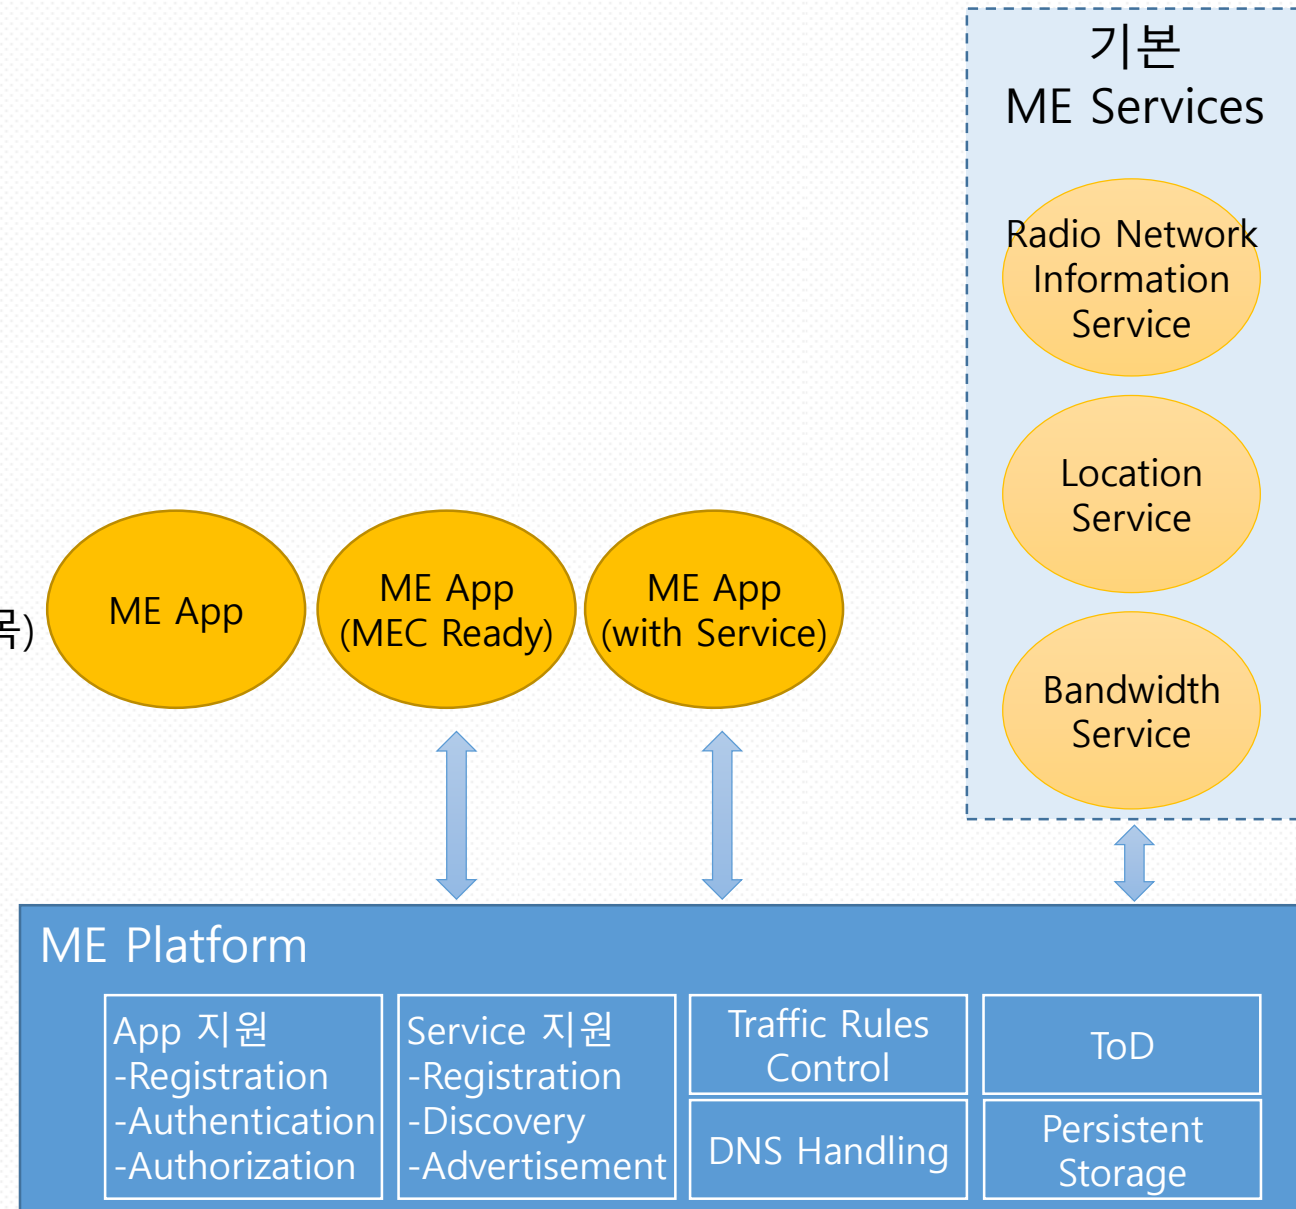 기본
ME Services
Radio Network
Information
Service
Location
Service
Bandwidth
Service
목)
ME App
ME App
(MEC Ready)
ME App
(with Service)
ME Platform
App 지원
-Registration
-Authentication
-Authorization
Service 지원
-Registration
-Discovery
-Advertisement
Traffic Rules
Control
DNS Handling
ToD
Persistent
Storage